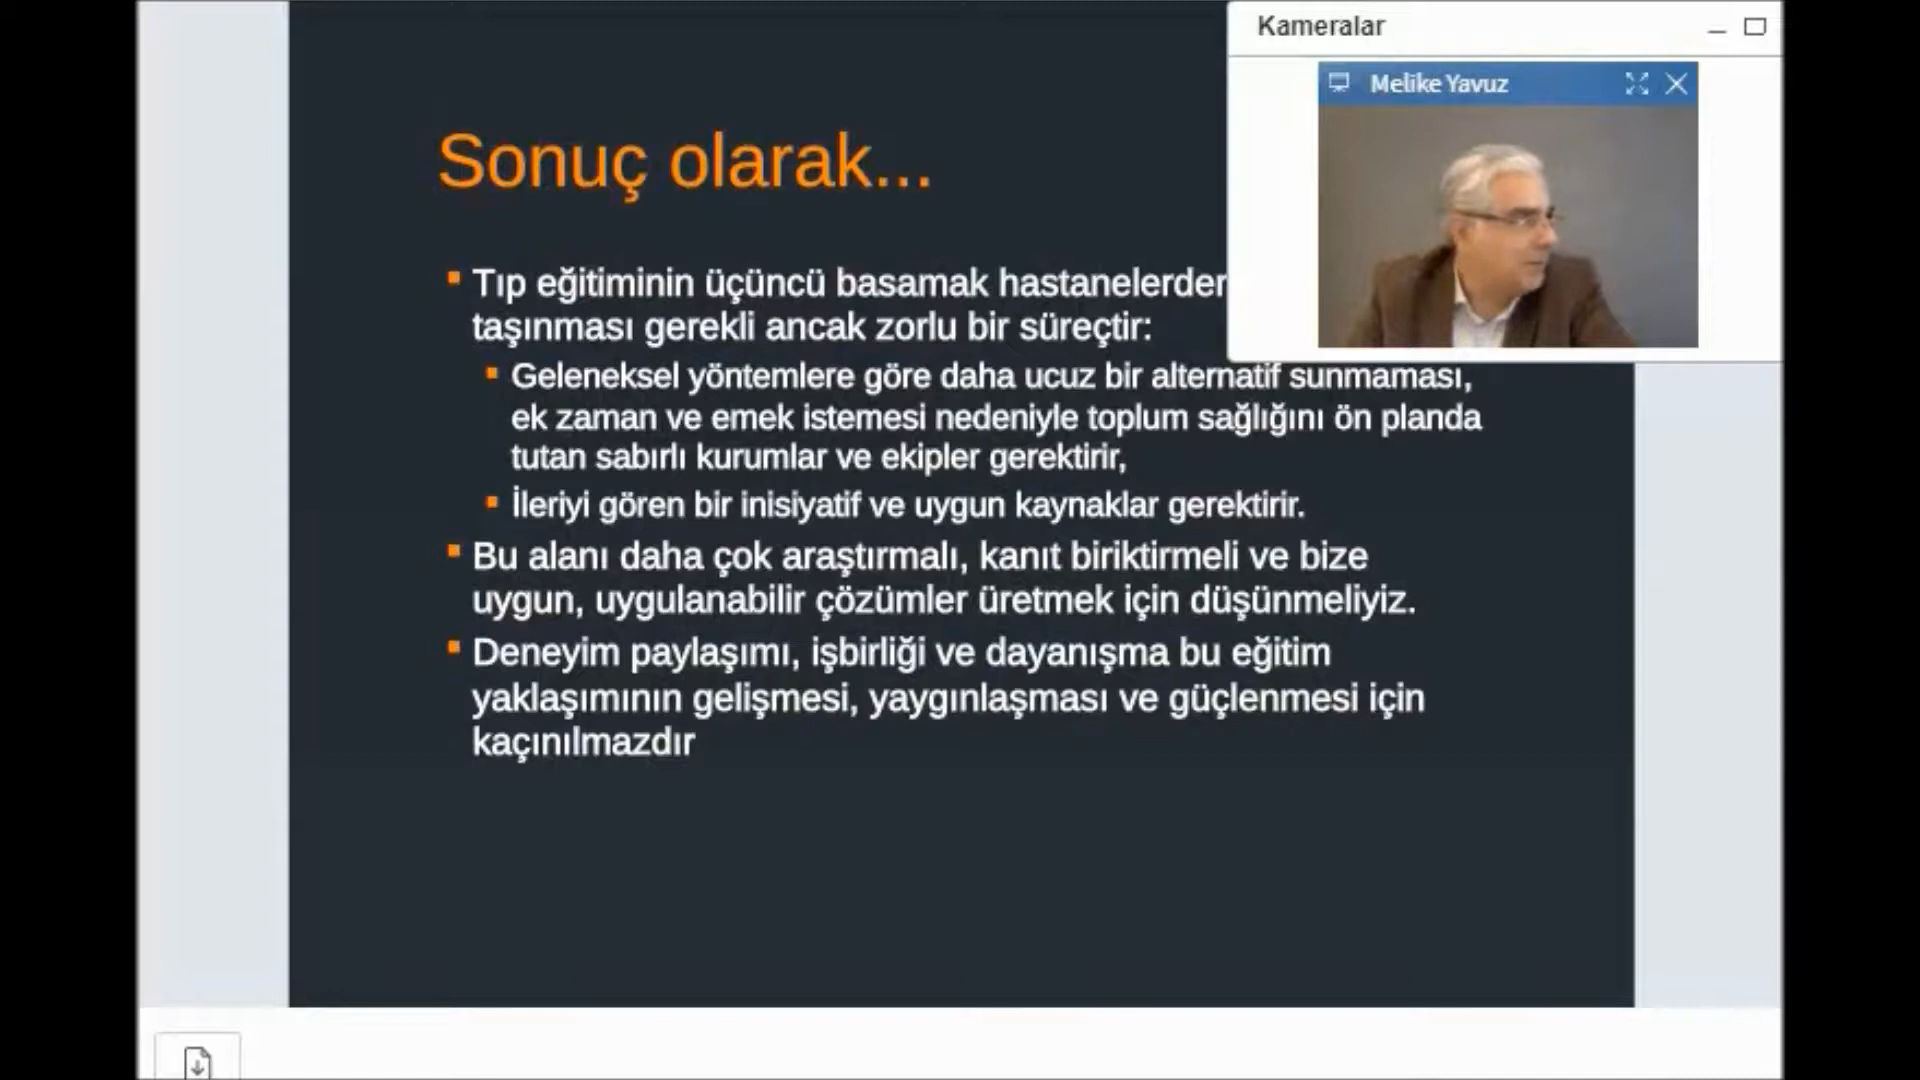 Kameralar
Melike Yavuz
Sonuç olarak...
Tıp eğitiminin üçüncü basamak
taşınması gerekli ancak zorlu bir süreçtir:
Geleneksel yöntemlere göre daha ucuz bir alternatif sunmaması,
ek zaman ve emek istemesi nedeniyle toplum sağlığını ön planda
tutan sabırlı kurumlar ve ekipler gerektirir,
İleriyi gören bir inisiyatif ve uygun kaynaklar gerektirir.
Bu alanı daha çok araştırmalı, kanıt biriktirmeli ve bize
uygun, uygulanabilir çözümler üretmek için düşünmeliyiz.
Deneyim paylaşımı, işbirliği ve dayanışma bu eğitim
yaklaşımının gelişmesi, yaygınlaşması ve güçlenmesi için
kaçınılmazdır